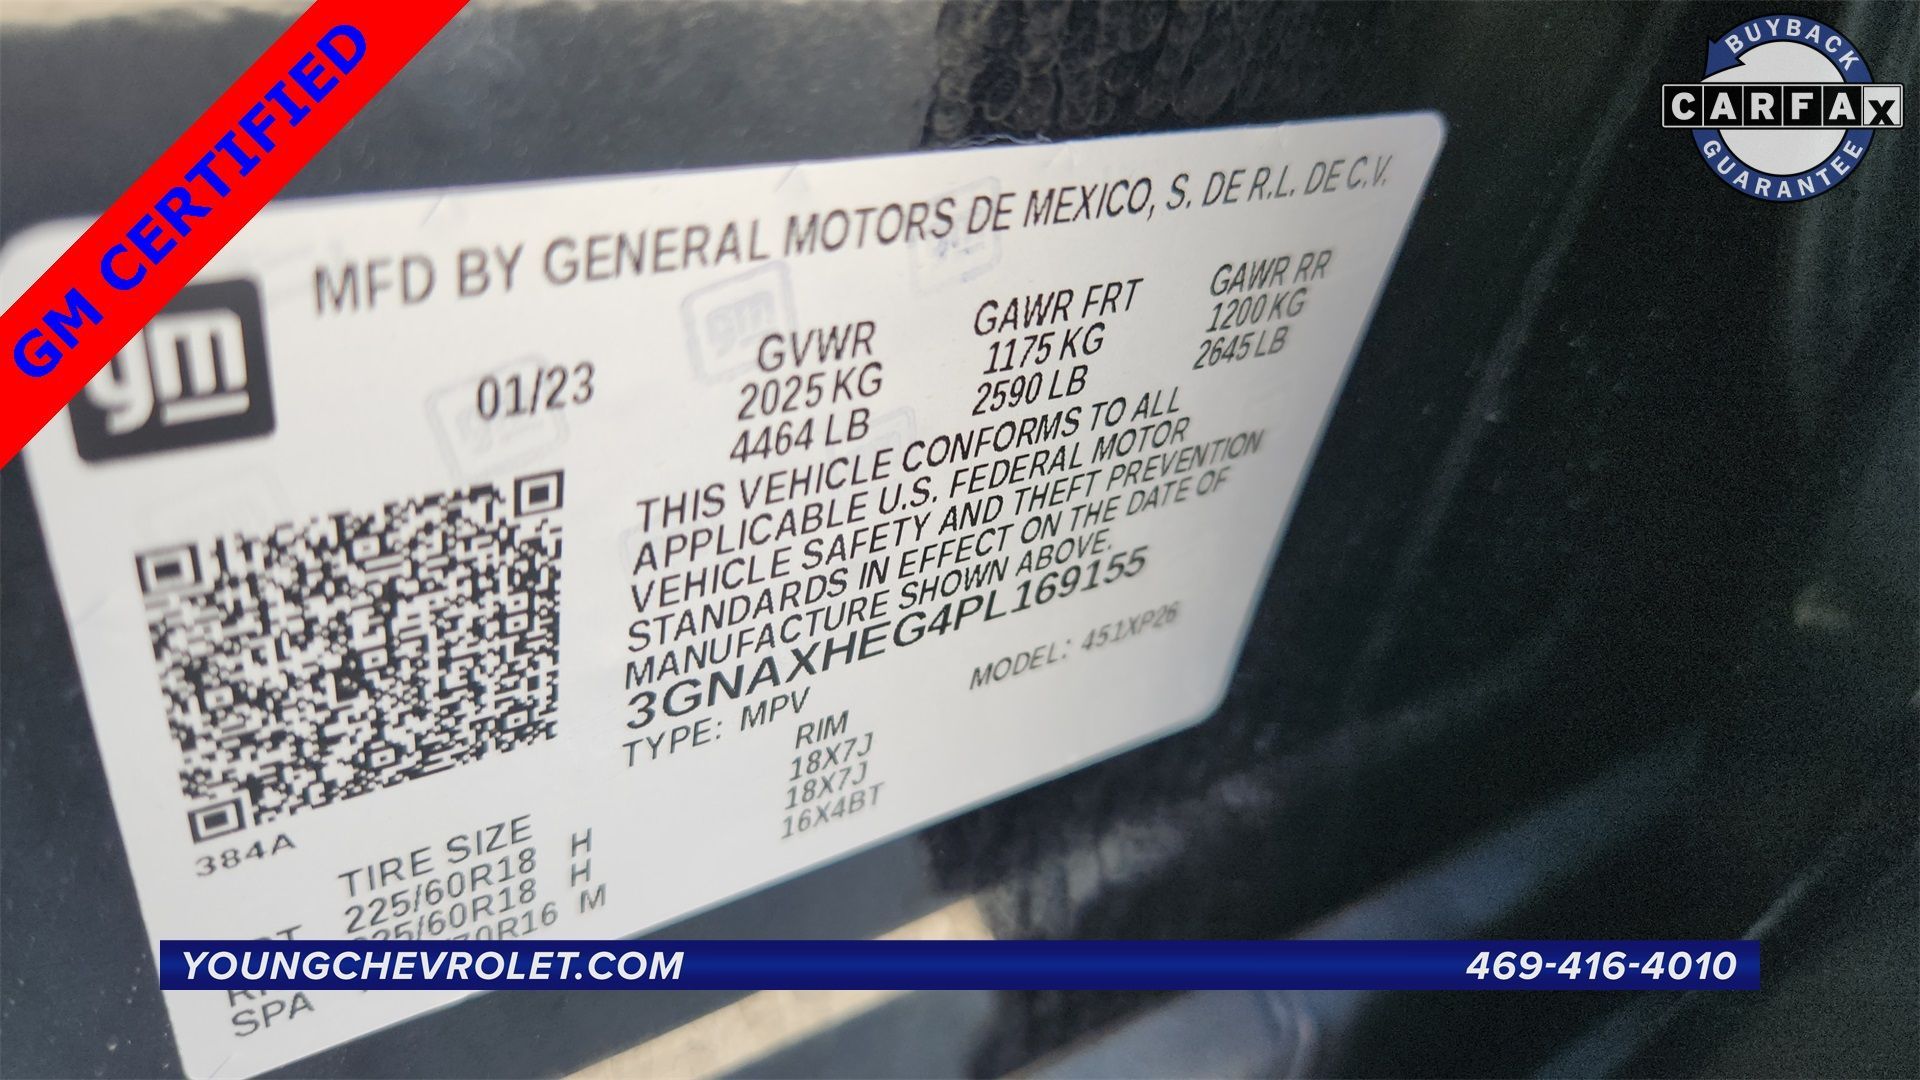 GM CERTIFIED
BUYBACK
CARFAX
GUARANTEE
MFD BY GENERAL MOTORS DE MEXICO, S. DE R.L. DE C.V.
gm
01/23
GVWR
2025 KG
4464 LB
GAWR FRT
1175 KG
2590 LB
GAWR RR
1200 KG
2645 LB
THIS VEHICLE CONFORMS TO ALL
APPLICABLE U.S. FEDERAL MOTOR
VEHICLE SAFETY AND THEFT PREVENTION
STANDARDS IN EFFECT ON THE DATE OF
MANUFACTURE SHOWN ABOVE.
3GNAXHEG4PL169155
TYPE: MPV
MODEL: 451XP26
384A
TIRE SIZE
RIM
225/60R18 H
18X7J
225/60R18 H
18X7J
70R16 M
16X4BT
SPA
YOUNGCHEVROLET.COM
469-416-4010